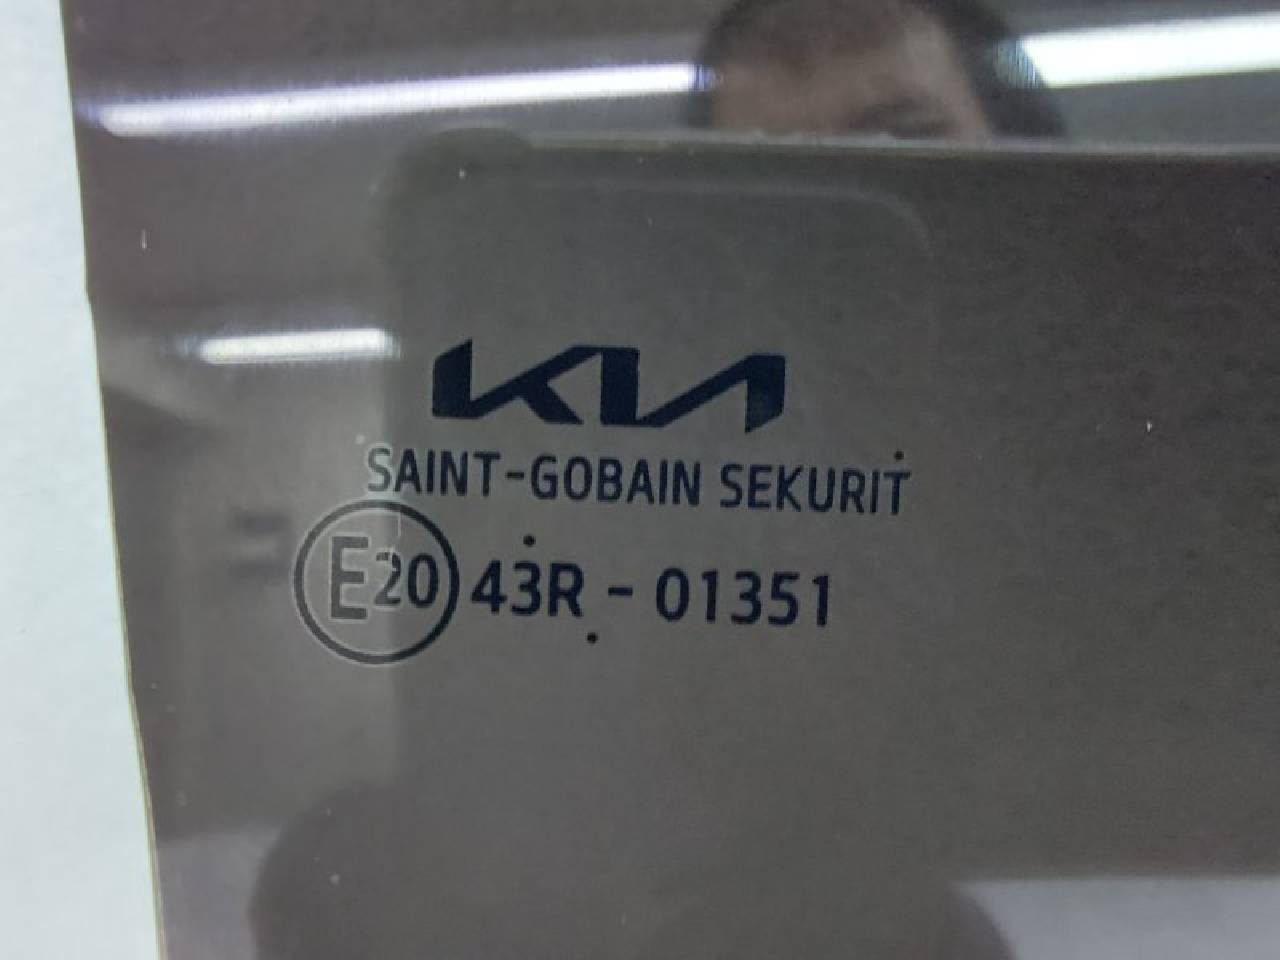 KIA
SAINT-GOBAIN SEKURIT
E20 43R - 01351